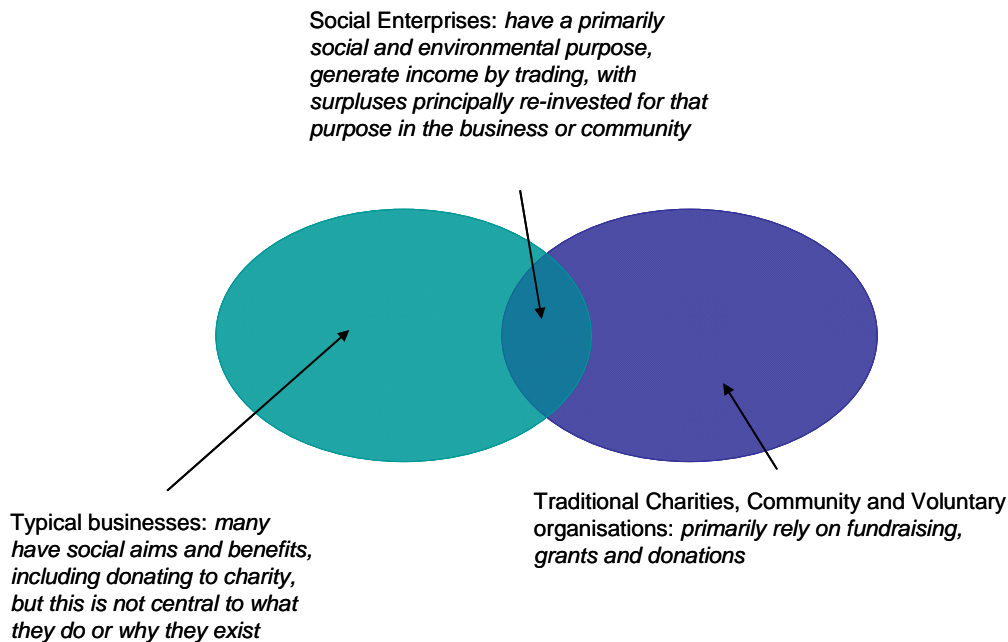 Social Enterprises: have a primarily
social and environmental purpose,
generate income by trading, with
surpluses principally re-invested for that
purpose in the business or community
Typical businesses: many
have social aims and benefits,
including donating to charity,
but this is not central to what
they do or why they exist
Traditional Charities, Community and Voluntary
organisations: primarily rely on fundraising,
grants and donations